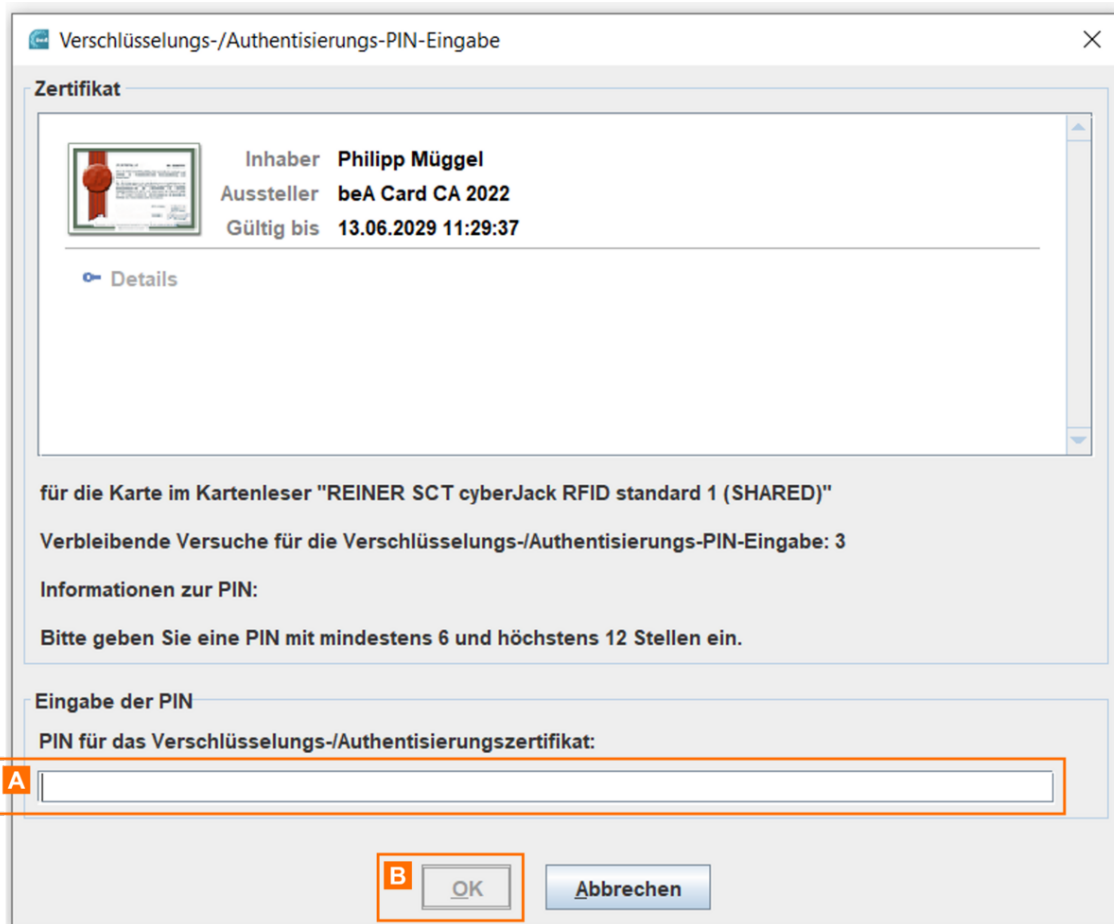 Verschlüsselungs-/Authentisierungs-PIN-Eingabe
Zertifikat
Inhaber Philipp Müggel
Aussteller beA Card CA 2022
Gültig bis 13.06.2029 11:29:37
Details
für die Karte im Kartenleser "REINER SCT cyberJack RFID standard 1 (SHARED)"
Verbleibende Versuche für die Verschlüsselungs-/Authentisierungs-PIN-Eingabe: 3
Informationen zur PIN:
Bitte geben Sie eine PIN mit mindestens 6 und höchstens 12 Stellen ein.
Eingabe der PIN
PIN für das Verschlüsselungs-/Authentisierungszertifikat:
A
B OK Abbrechen